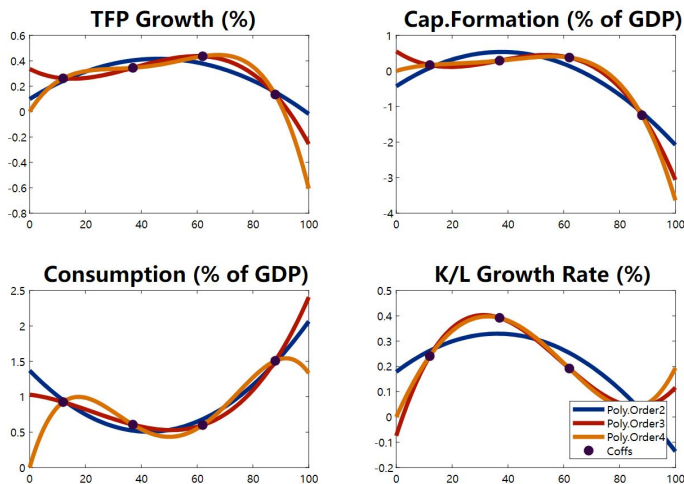 TFP Growth (%)
0.6
0.4
0.2
0
-0.2
-0.4
-0.6
-0.8
0 20 40 60 80 100
Cap.Formation (% of GDP)
1
0
-1
-2
-3
-4
0 20 40 60 80 100
Consumption (% of GDP)
2.5
2
1.5
1
0.5
0
0 20 40 60 80 100
K/L Growth Rate (%)
0.5
0.4
0.3
0.2
0.1
0
-0.1
-0.2
0 20 40 60 80 100
Poly.Order2
Poly.Order3
Poly.Order4
Coffs